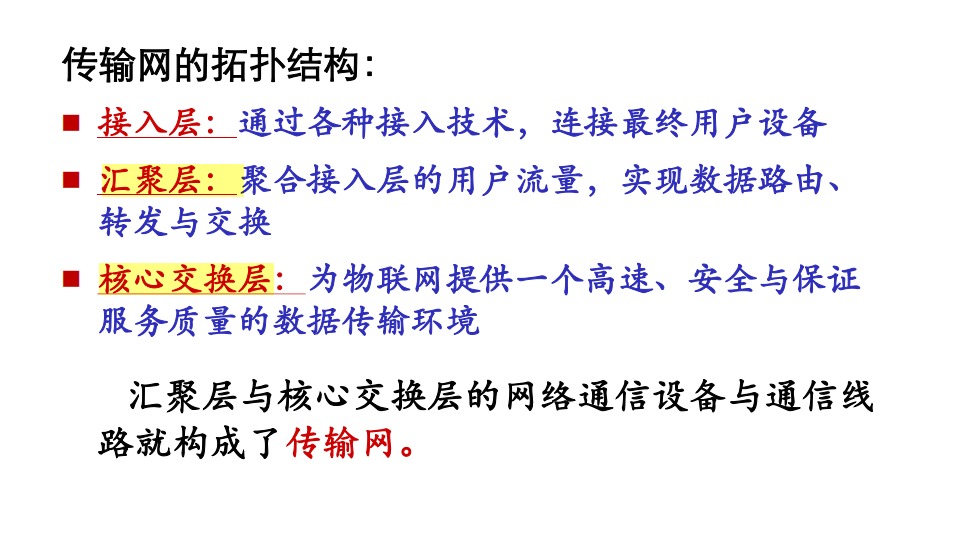 传输网的拓扑结构：
■ 接入层：通过各种接入技术，连接最终用户设备
■ 汇聚层：聚合接入层的用户流量，实现数据路由、
转发与交换
■ 核心交换层：为物联网提供一个高速、安全与保证
服务质量的数据传输环境
汇聚层与核心交换层的网络通信设备与通信线
路就构成了传输网。